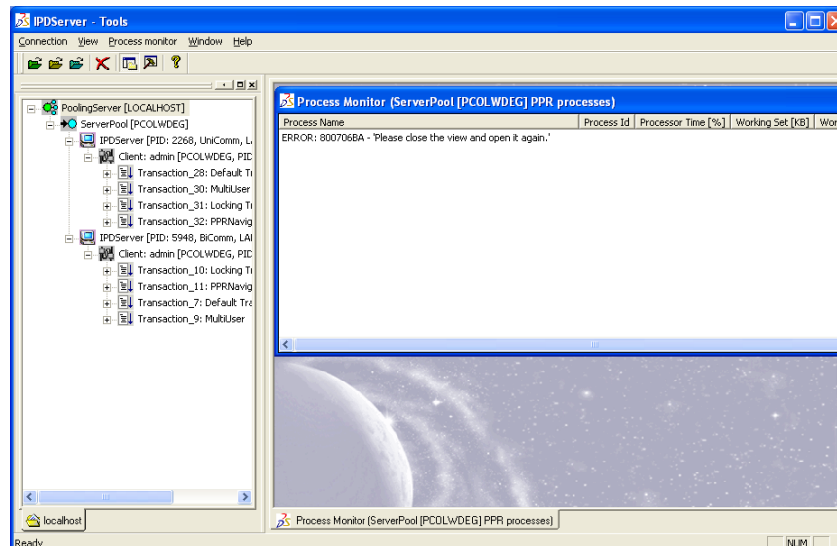 IPDServer - Tools
Connection View Process monitor Window Help
PoolingServer [LOCALHOST]
ServerPool [PCOLWDEG]
IPDServer [PID: 2268, UniComm, L
Client: admin [PCOLWDEG, PID
Transaction_28: Default Tr
Transaction_30: MultiUser
Transaction_31: Locking Tr
Transaction_32: PPRNavig
IPDServer [PID: 5948, BiComm, LAI
Client: admin [PCOLWDEG, PID
Transaction_10: Locking Tr
Transaction_11: PPRNavig
Transaction_7: Default Tra
Transaction_9: MultiUser
localhost
Process Monitor (ServerPool [PCOLWDEG] PPR processes)
Process Name Process Id Processor Time [%] Working Set [KB] Wor
ERROR: 800706BA - 'Please close the view and open it again.'
Process Monitor (ServerPool [PCOLWDEG] PPR processes)
Ready NUM